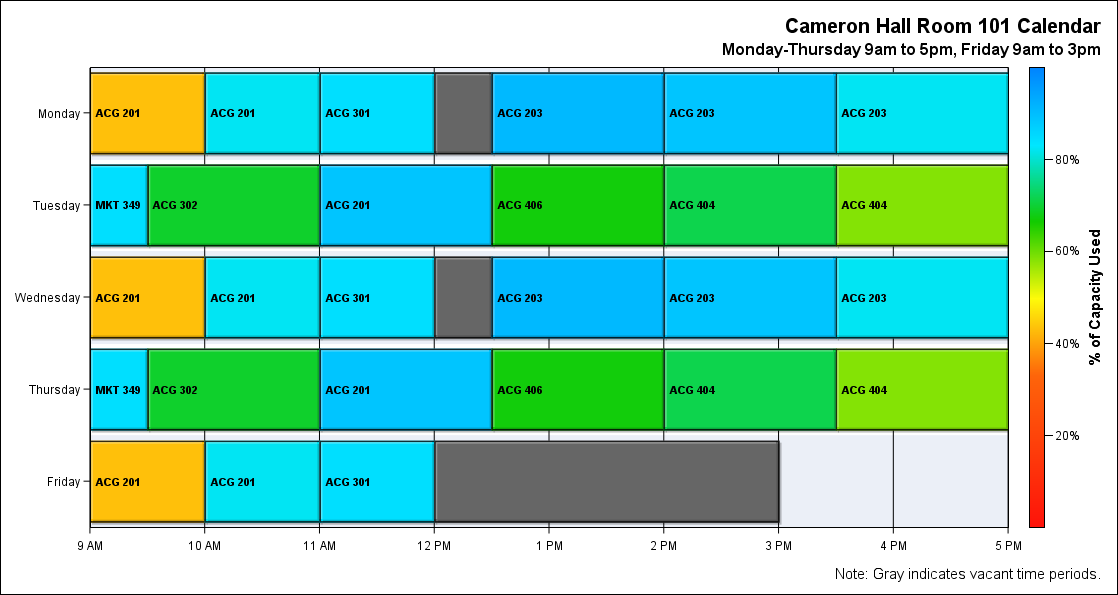 Cameron Hall Room 101 Calendar
Monday-Thursday 9am to 5pm, Friday 9am to 3pm
Monday
ACG 201
ACG 201
ACG 301
ACG 203
ACG 203
ACG 203
Tuesday
MKT 349
ACG 302
ACG 201
ACG 406
ACG 404
ACG 404
Wednesday
ACG 201
ACG 201
ACG 301
ACG 203
ACG 203
ACG 203
Thursday
MKT 349
ACG 302
ACG 201
ACG 406
ACG 404
ACG 404
Friday
ACG 201
ACG 201
ACG 301
9 AM
10 AM
11 AM
12 PM
1 PM
2 PM
3 PM
4 PM
5 PM
80%
60%
40%
20%
% of Capacity Used
Note: Gray indicates vacant time periods.